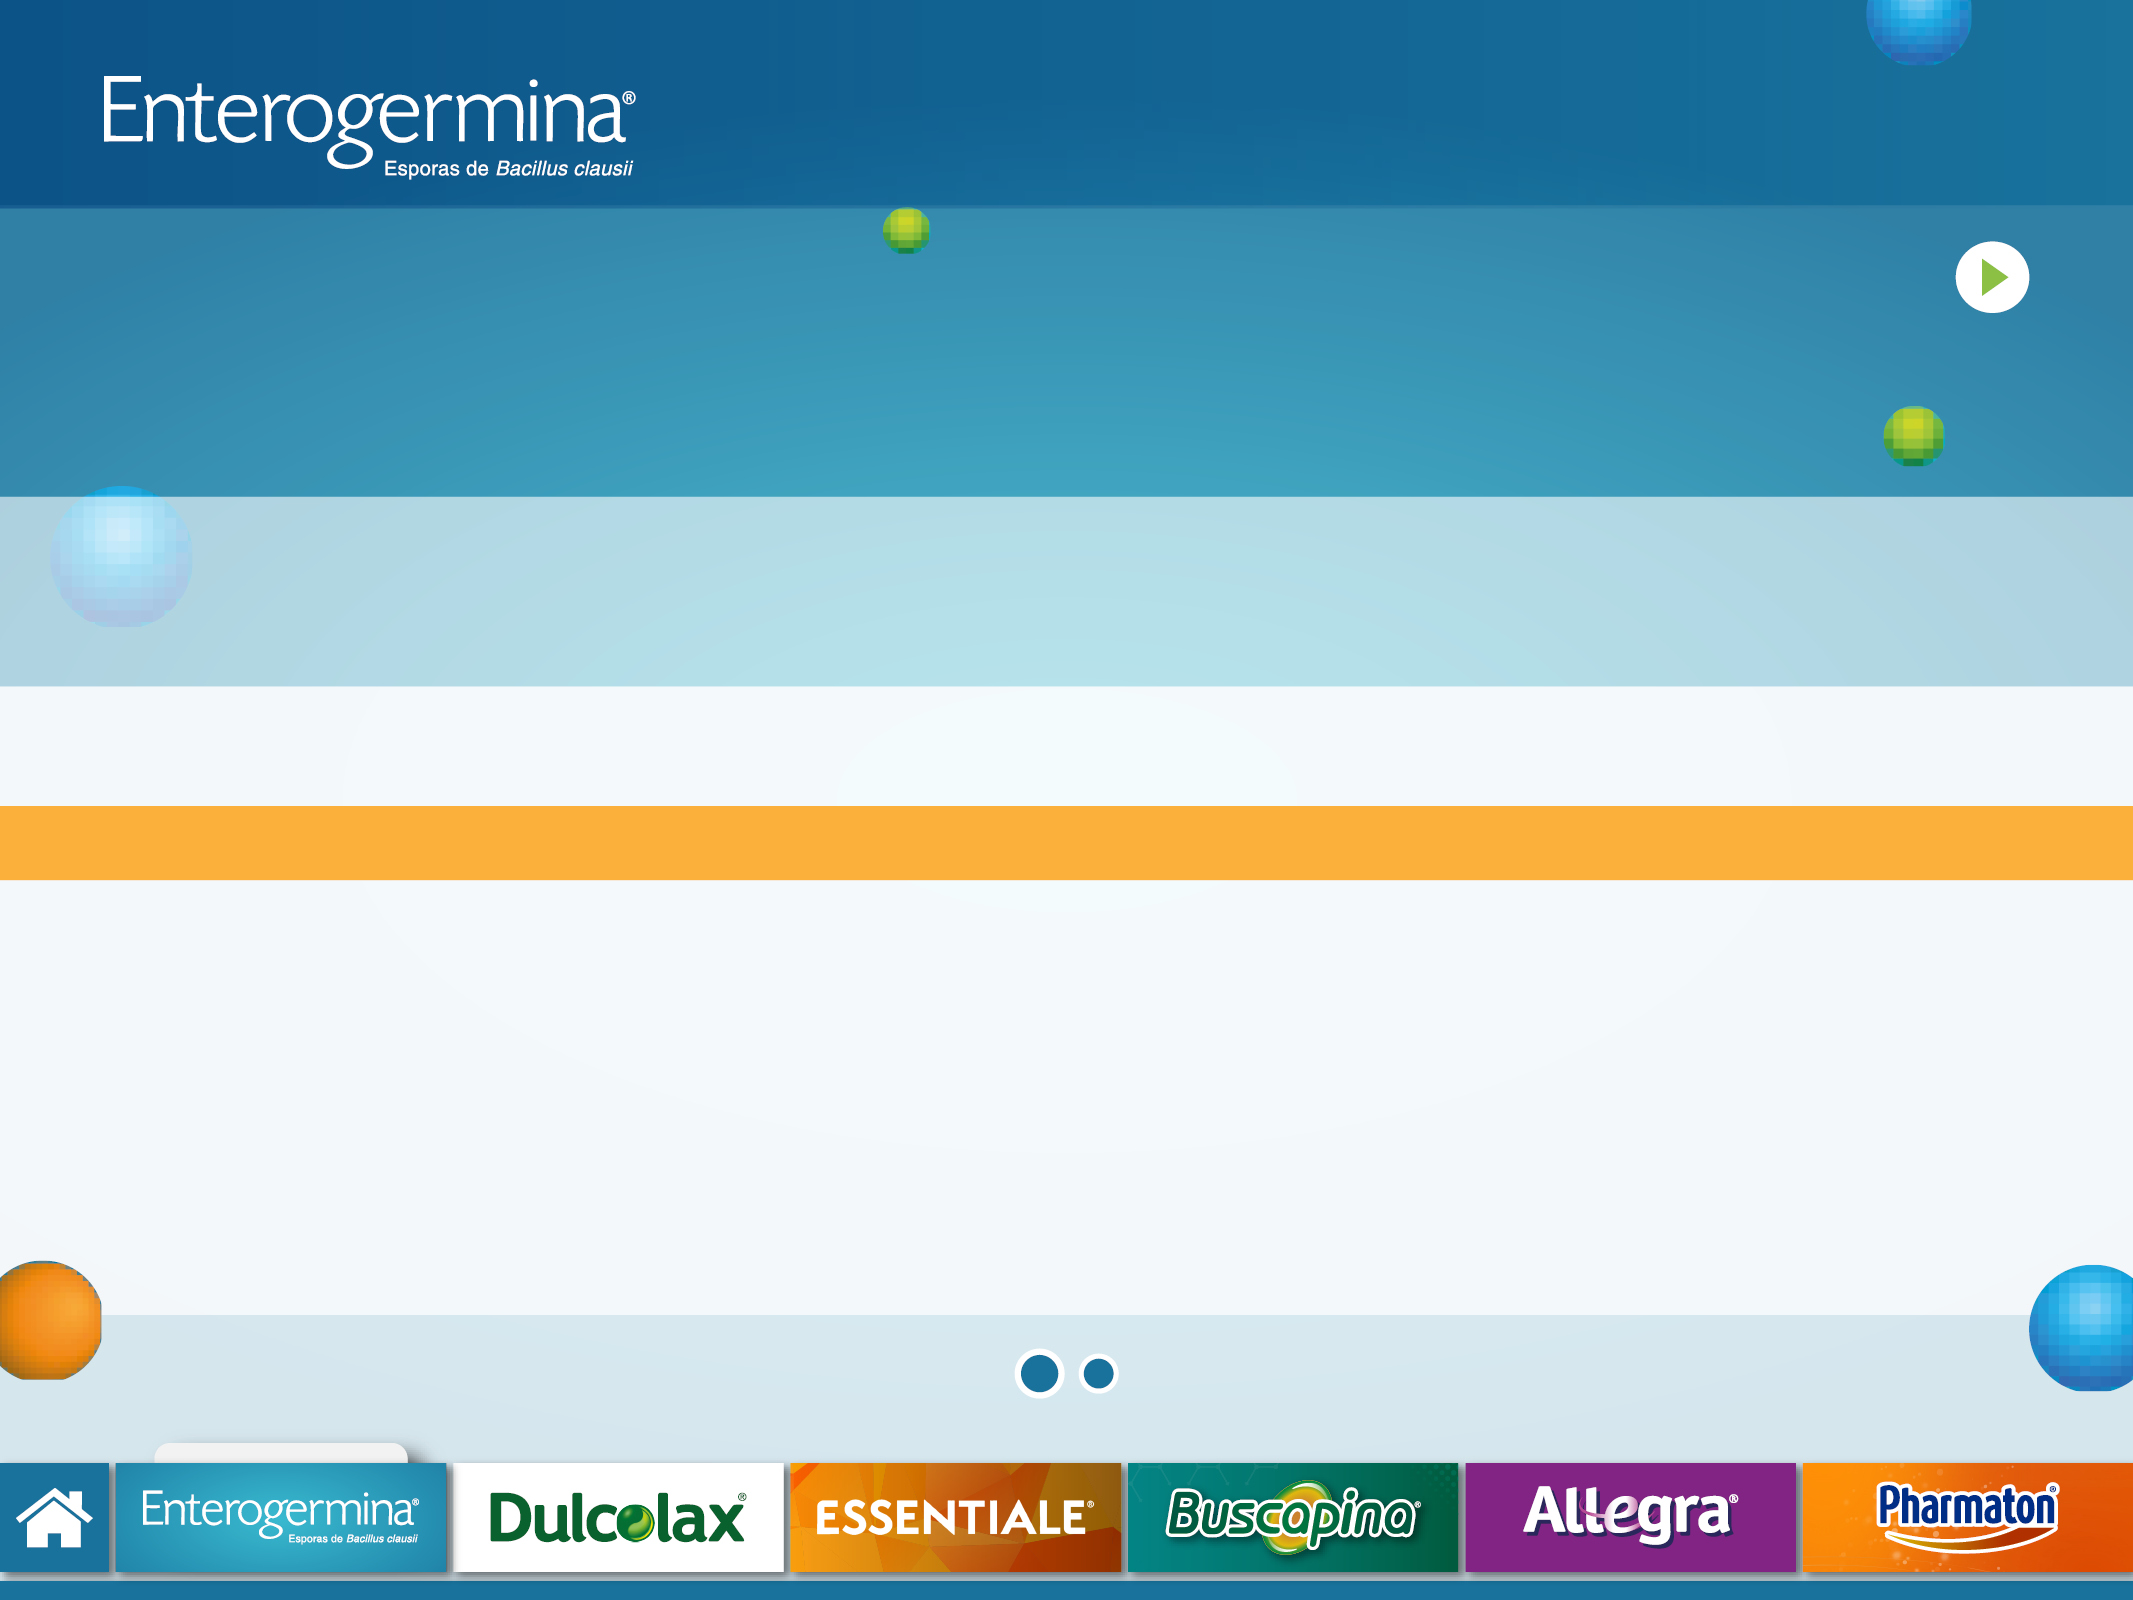 Enterogermina®
Esporas de Bacillus clausii
Enterogermina®
Esporas de Bacillus clausii
Dulcolax®
ESSENTIALE®
Buscapina®
Allegra®
Pharmaton®